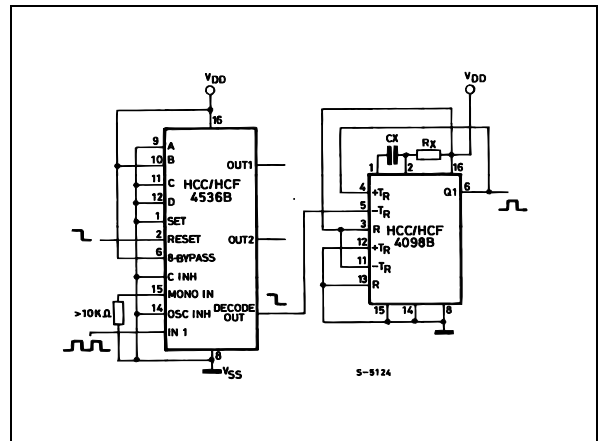 VDD
16
9 A
10 B
HCC/HCF
4536B
OUT1
11 C
12 D
1 SET
2 RESET
OUT2
6 8-BYPASS
C INH
15 MONO IN
>10KΩ
14 OSC INH
DECODE
OUT
IN 1
8
VSS
VDD
CX
RX
1
2
16
4 +TR
Q1 6
5 -TR
3 R
HCC/HCF
4098B
12 +TR
11 -TR
13 R
15
14
8
S-5124